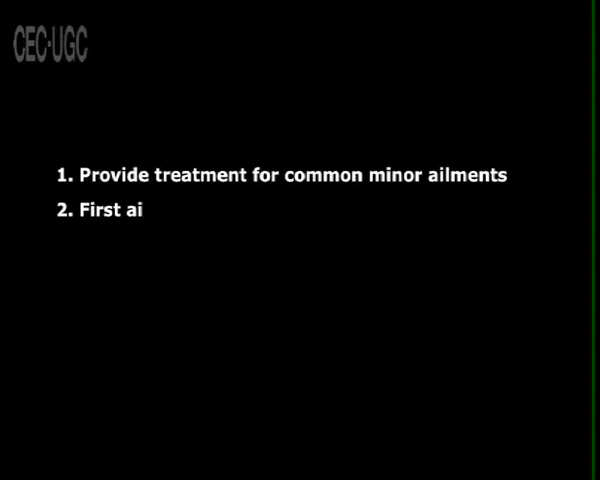 CEC-UGC
1. Provide treatment for common minor ailments
2. First ai